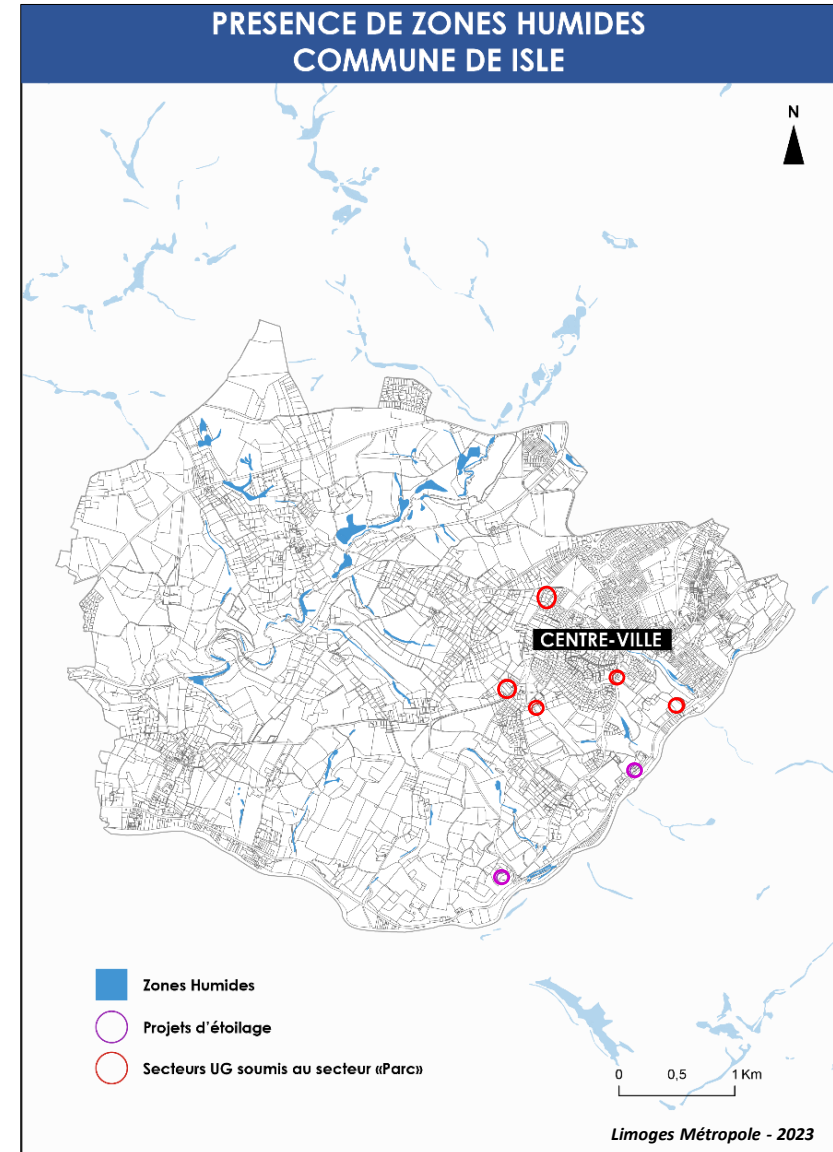 PRESENCE DE ZONES HUMIDES
COMMUNE DE ISLE
N
CENTRE-VILLE
Zones Humides
Projets d'étoilage
Secteurs UG soumis au secteur «Parc»
0 0,5 1 Km
Limoges Métropole - 2023